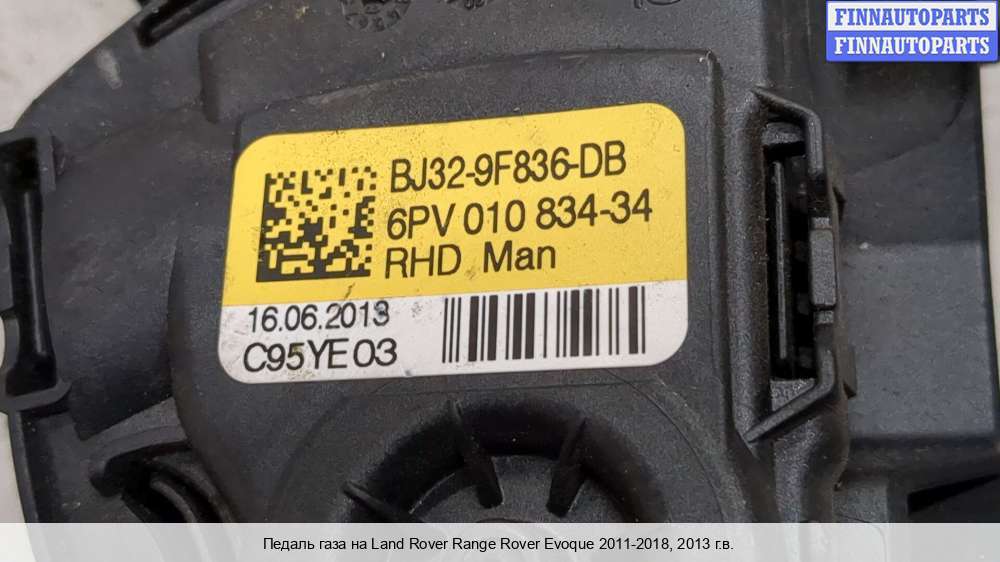 FINNAUTOPARTS
FINNAUTOPARTS
BJ32-9F836-DB
6PV 010 834-34
RHD Man
16.06.2013
C95YE03
Педаль газа на Land Rover Range Rover Evoque 2011-2018, 2013 г.в.